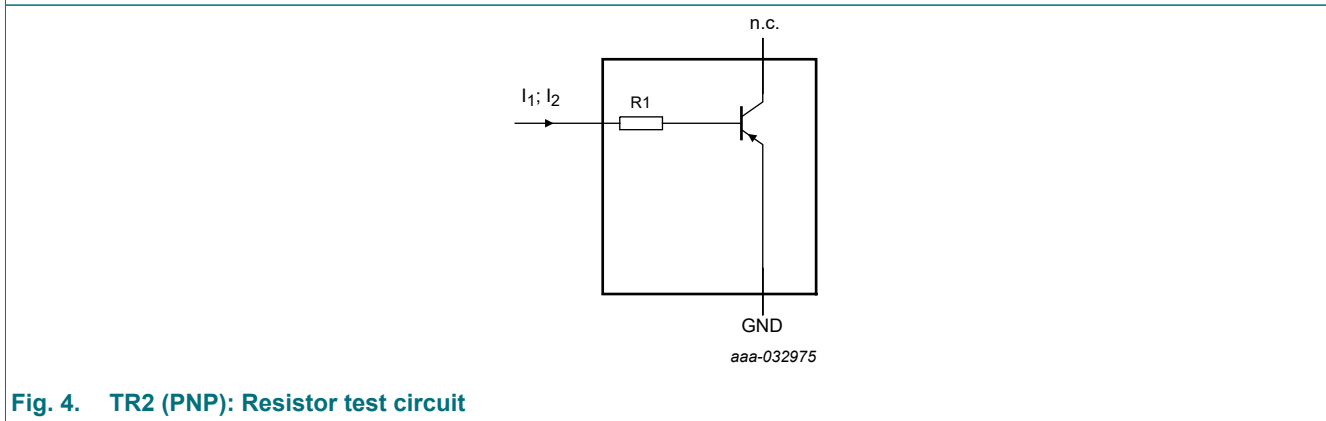 n.c.
I1; I2
R1
GND
aaa-032975
Fig. 4. TR2 (PNP): Resistor test circuit